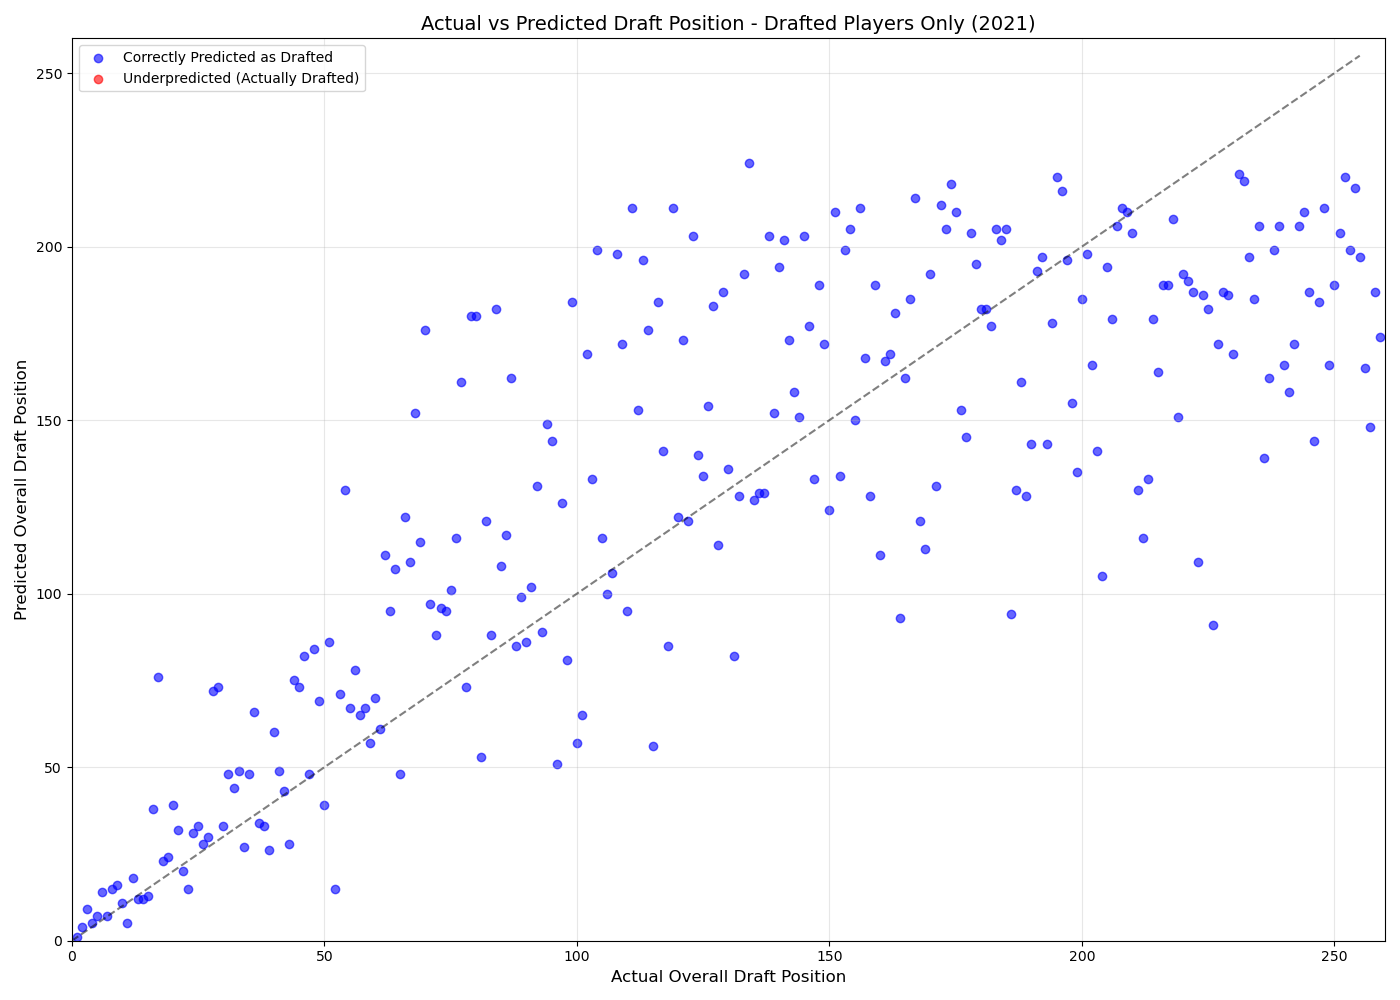 Actual vs Predicted Draft Position - Drafted Players Only (2021)
Correctly Predicted as Drafted
Underpredicted (Actually Drafted)
Predicted Overall Draft Position
250
200
150
100
50
0
0 50 100 150 200 250
Actual Overall Draft Position